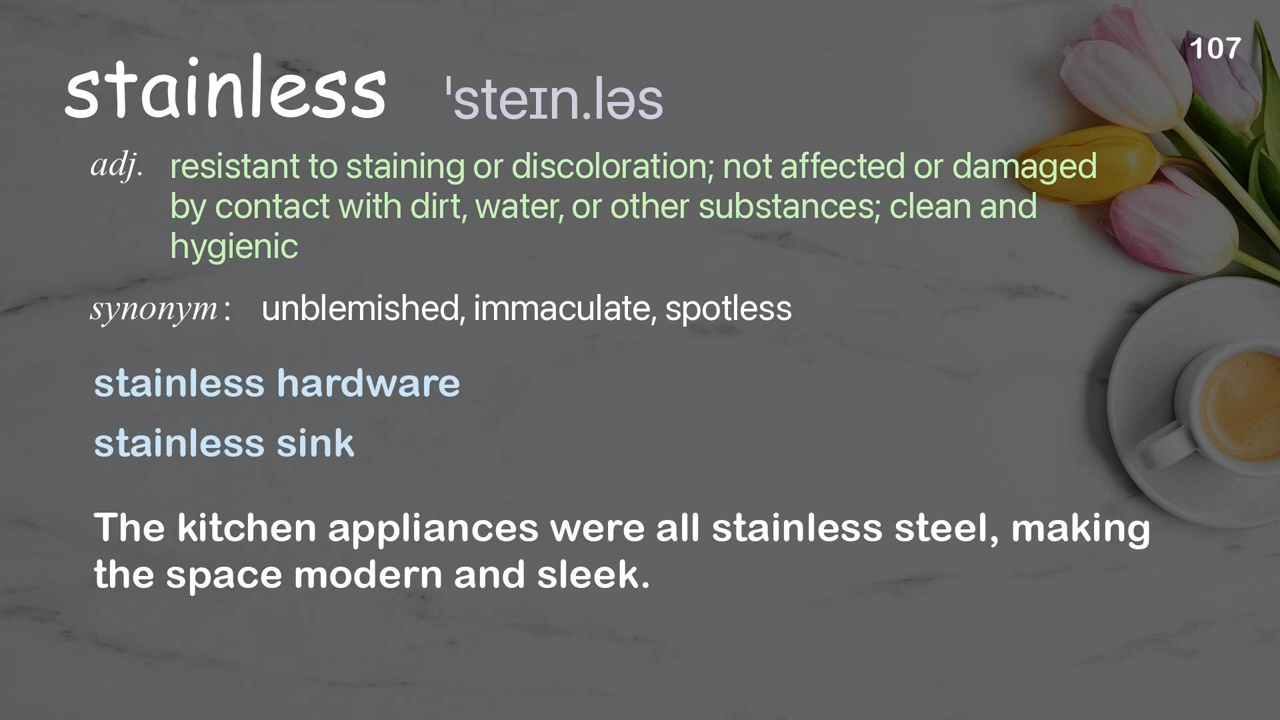 107
stainless ˈsteɪn.ləs
adj. resistant to staining or discoloration; not affected or damaged
by contact with dirt, water, or other substances; clean and
hygienic
synonym: unblemished, immaculate, spotless
stainless hardware
stainless sink
The kitchen appliances were all stainless steel, making
the space modern and sleek.